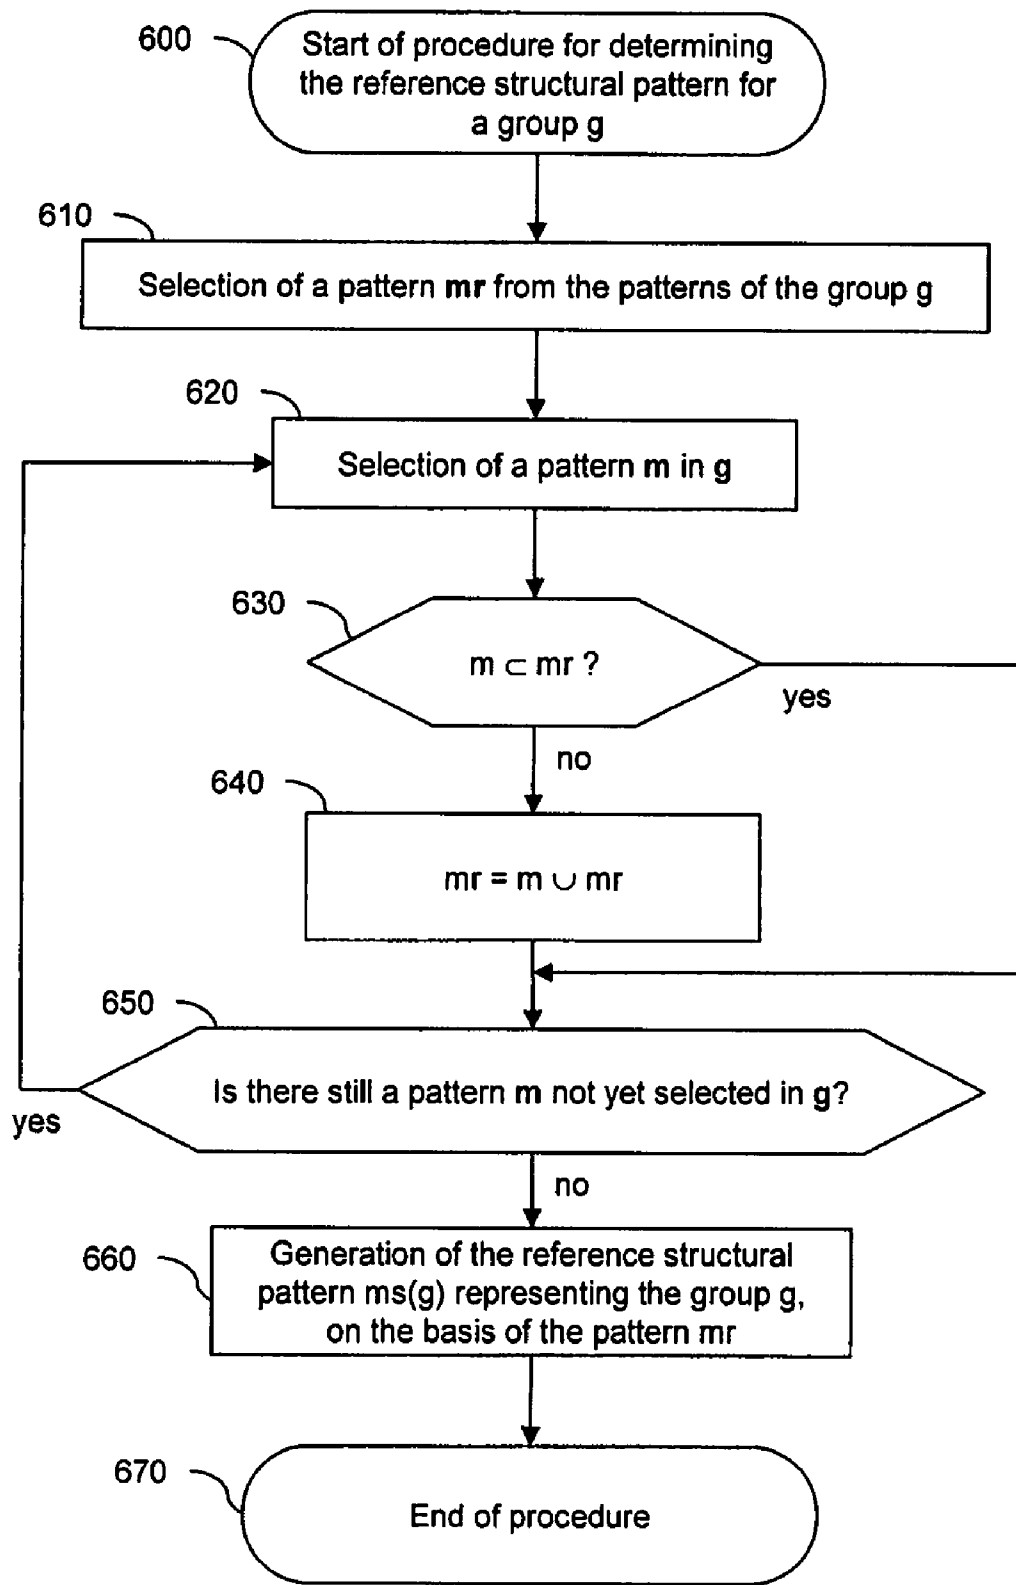 600
Start of procedure for determining
the reference structural pattern for
a group g
610
Selection of a pattern mr from the patterns of the group g
620
Selection of a pattern m in g
630
m ⊂ mr ?
yes
no
640
mr = m ∪ mr
650
Is there still a pattern m not yet selected in g?
yes
no
660
Generation of the reference structural
pattern ms(g) representing the group g,
on the basis of the pattern mr
670
End of procedure